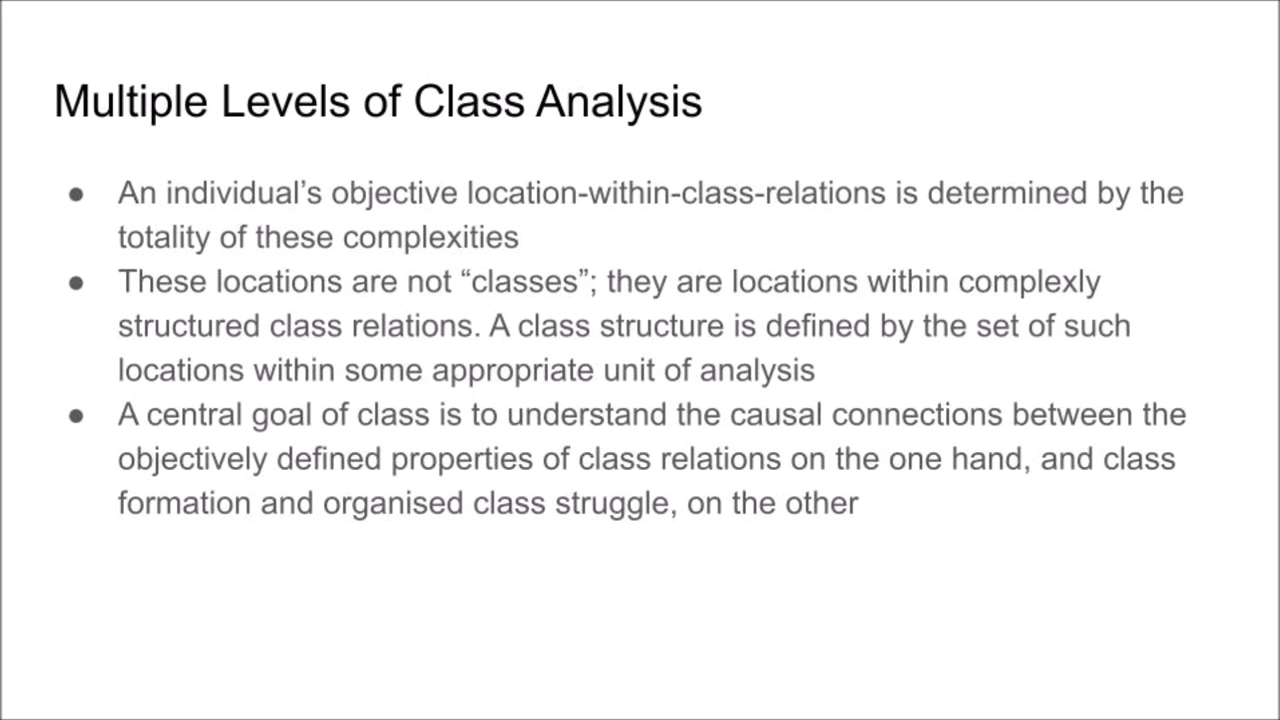 Multiple Levels of Class Analysis
● An individual’s objective location-within-class-relations is determined by the
totality of these complexities
● These locations are not “classes”; they are locations within complexly
structured class relations. A class structure is defined by the set of such
locations within some appropriate unit of analysis
● A central goal of class is to understand the causal connections between the
objectively defined properties of class relations on the one hand, and class
formation and organised class struggle, on the other